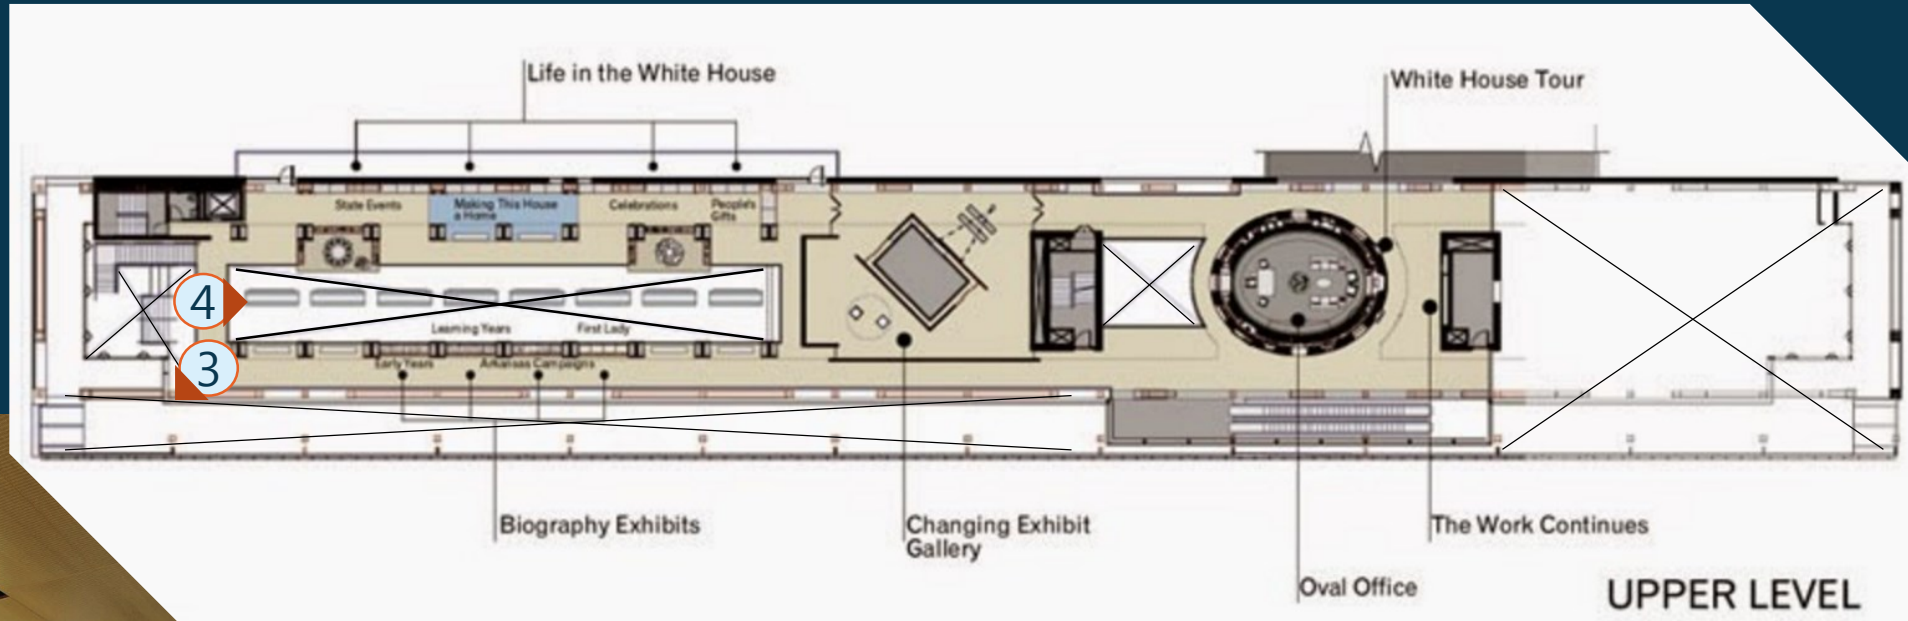 Life in the White House
White House Tour
State Events
Making This House
a Home
Celebrations
People's
Gifts
4
Learning Years
First Lady
3
Early Years
Arkansas Campaigns
Biography Exhibits
Changing Exhibit
Gallery
The Work Continues
Oval Office
UPPER LEVEL